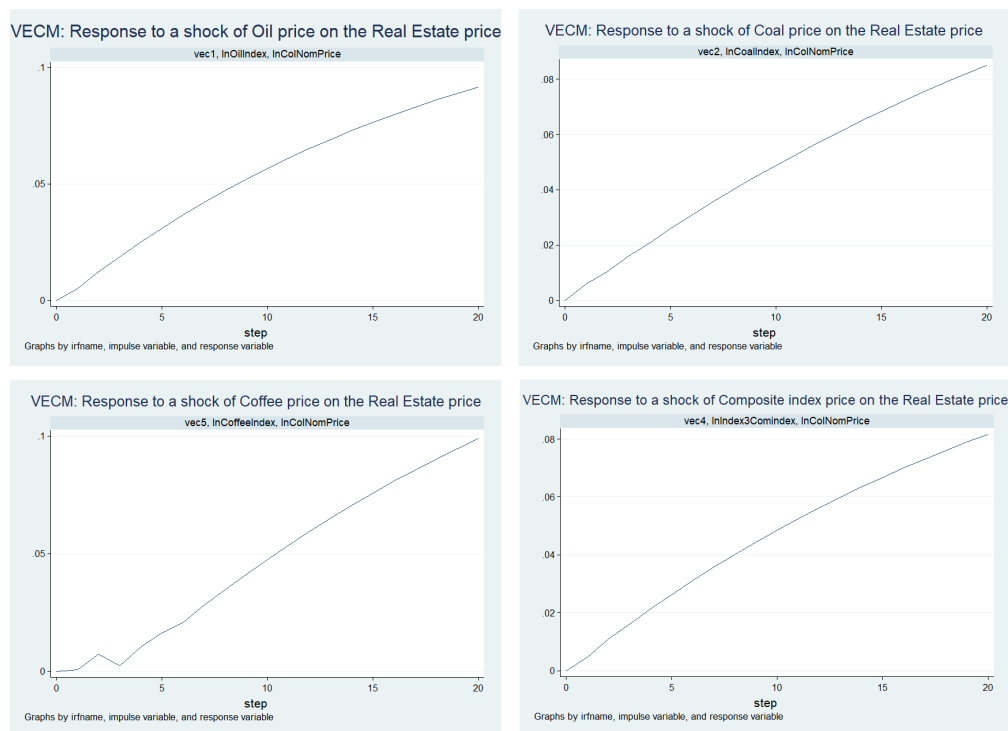 VECM: Response to a shock of Oil price on the Real Estate price
vec1, lnOilIndex, lnColNomPrice
.1
.05
0
0 5 10 15 20
step
Graphs by irfname, impulse variable, and response variable
VECM: Response to a shock of Coal price on the Real Estate price
vec2, lnCoalIndex, lnColNomPrice
.08
.06
.04
.02
0
0 5 10 15 20
step
Graphs by irfname, impulse variable, and response variable
VECM: Response to a shock of Coffee price on the Real Estate price
vec5, lnCoffeeIndex, lnColNomPrice
.1
.05
0
0 5 10 15 20
step
Graphs by irfname, impulse variable, and response variable
VECM: Response to a shock of Composite index price on the Real Estate price
vec4, lnIndex3Comindex, lnColNomPrice
.08
.06
.04
.02
0
0 5 10 15 20
step
Graphs by irfname, impulse variable, and response variable